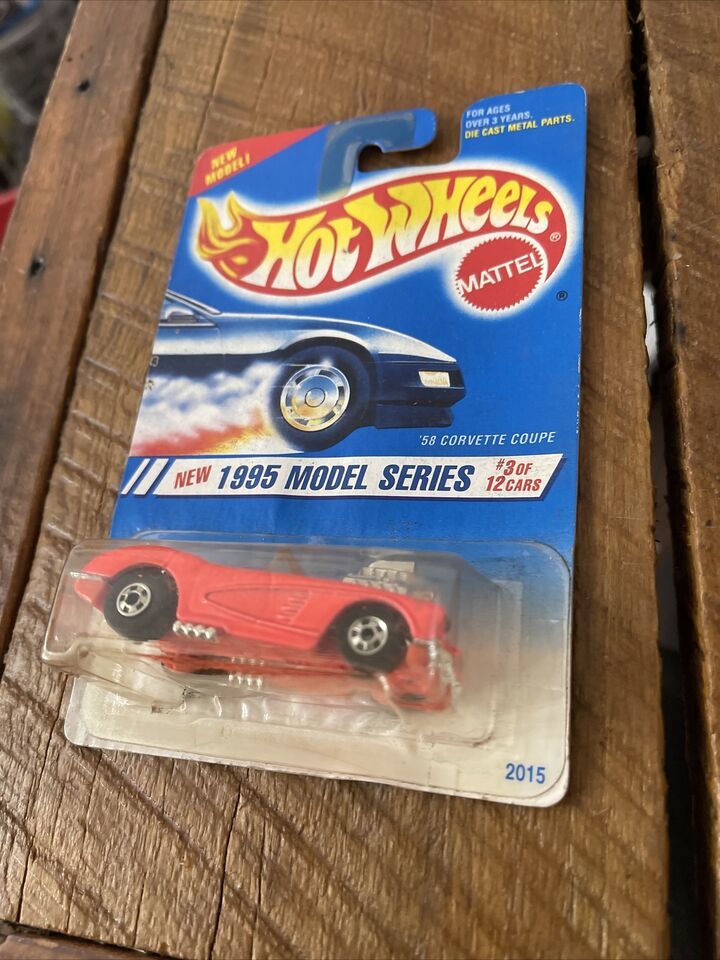 NEW
MODEL!
FOR AGES
OVER 3 YEARS.
DIE CAST METAL PARTS.
HOT WHEELS ®
MATTEL
®
'58 CORVETTE COUPE
NEW 1995 MODEL SERIES
#3 OF
12 CARS
2015